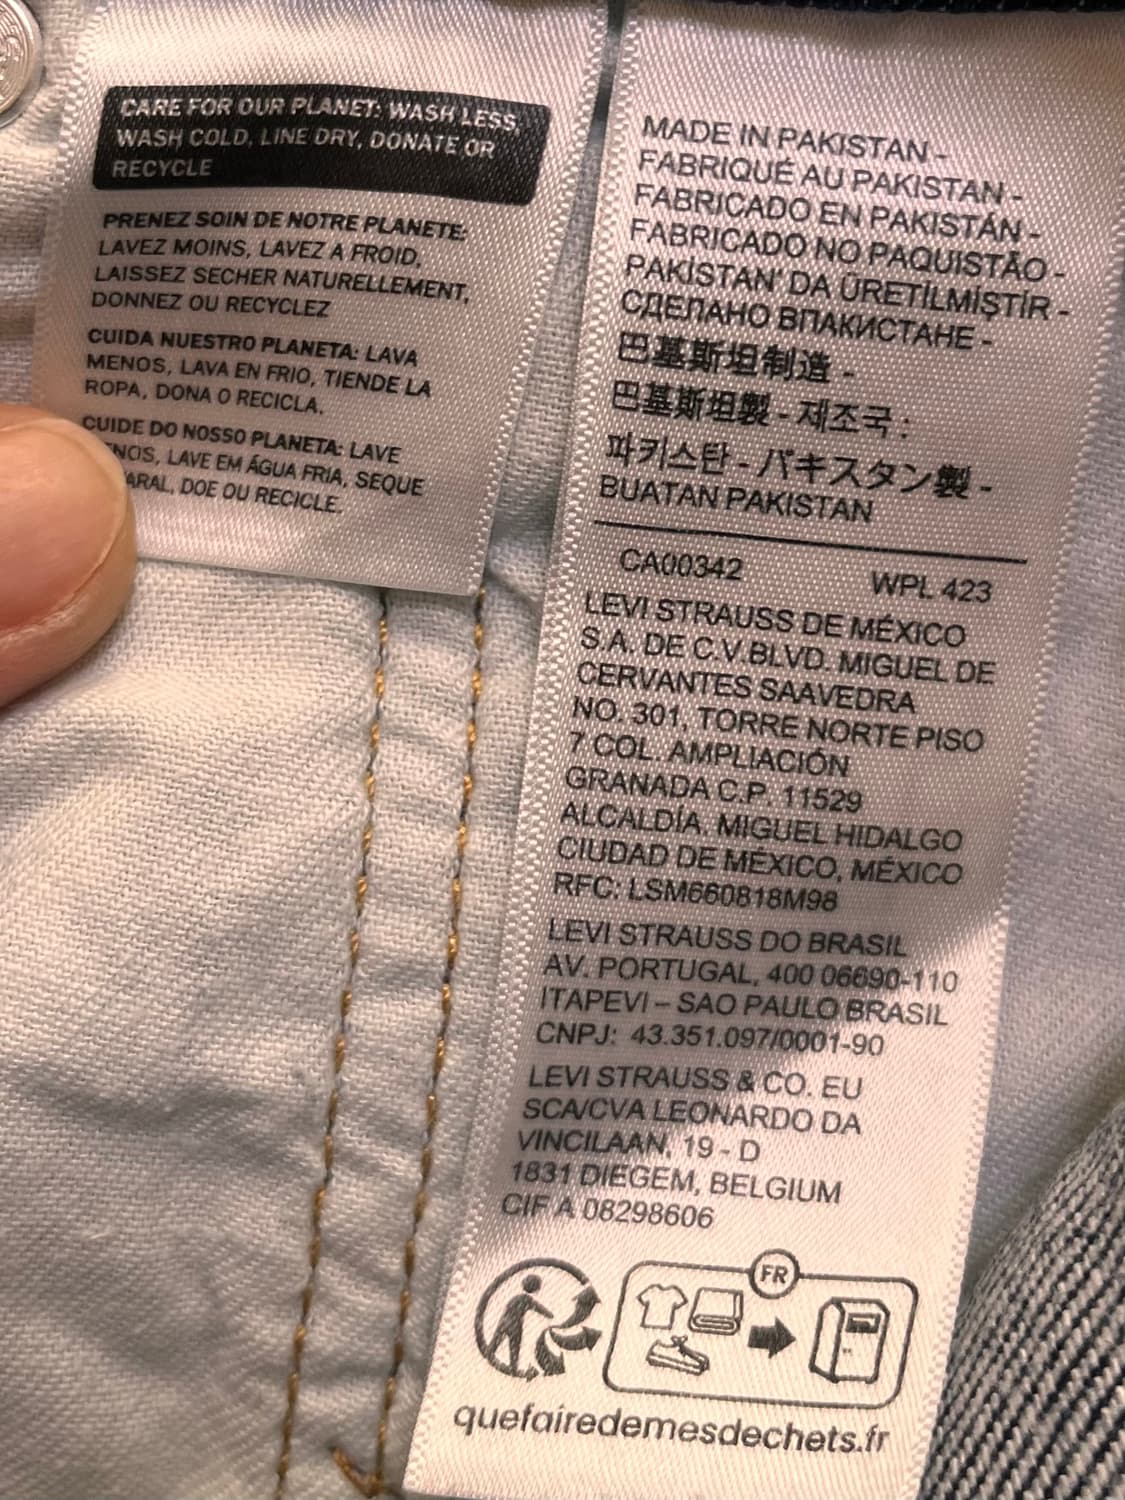 CARE FOR OUR PLANET: WASH LESS,
WASH COLD, LINE DRY, DONATE OR
RECYCLE
PRENEZ SOIN DE NOTRE PLANETE:
LAVEZ MOINS, LAVEZ A FROID,
LAISSEZ SECHER NATURELLEMENT,
DONNEZ OU RECYCLEZ
CUIDA NUESTRO PLANETA: LAVA
MENOS, LAVA EN FRIO, TIENDE LA
ROPA, DONA O RECICLA.
CUIDE DO NOSSO PLANETA: LAVE
NOS, LAVE EM ÁGUA FRIA, SEQUE
ARAL, DOE OU RECICLE.
MADE IN PAKISTAN -
FABRIQUÉ AU PAKISTAN -
FABRICADO EN PAKISTÁN -
FABRICADO NO PAQUISTÃO -
PAKİSTAN' DA ÜRETİLMİŞTİR -
СДЕЛАНО ВПАКИСТАНЕ -
巴基斯坦制造 -
巴基斯坦製 - 제조국 :
파키스탄 - パキスタン製 -
BUATAN PAKISTAN
CA00342 WPL 423
LEVI STRAUSS DE MÉXICO
S.A. DE C.V.BLVD. MIGUEL DE
CERVANTES SAAVEDRA
NO. 301, TORRE NORTE PISO
7 COL. AMPLIACIÓN
GRANADA C.P. 11529
ALCALDÍA. MIGUEL HIDALGO
CIUDAD DE MÉXICO, MÉXICO
RFC: LSM660818M98
LEVI STRAUSS DO BRASIL
AV. PORTUGAL, 400 06690-110
ITAPEVI – SAO PAULO BRASIL
CNPJ: 43.351.097/0001-90
LEVI STRAUSS & CO. EU
SCA/CVA LEONARDO DA
VINCILAAN, 19 - D
1831 DIEGEM, BELGIUM
CIF A 08298606
FR
quefairedemesdechets.fr